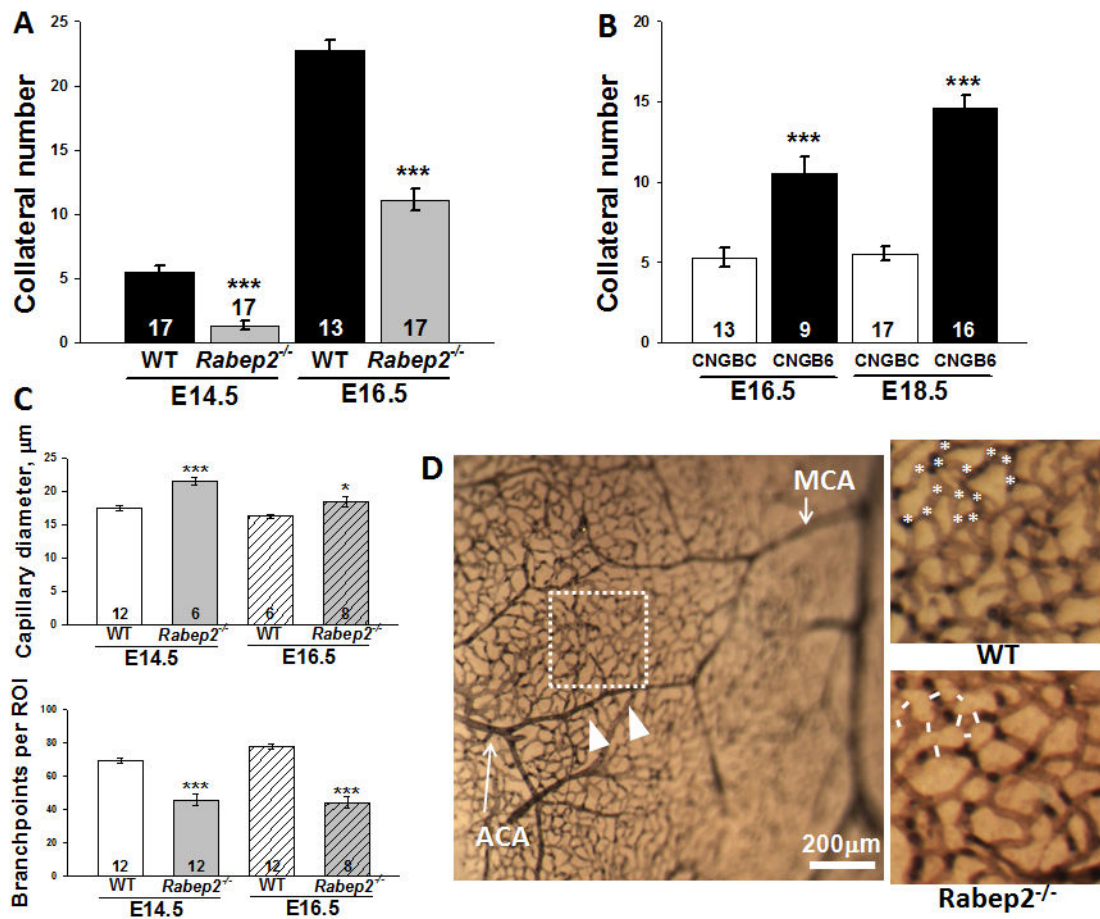 A
Collateral number
25
20
15
10
5
0
***
***
17
17
13
17
WT Rabep2-/- WT Rabep2-/-
E14.5 E16.5
B
Collateral number
20
15
10
5
0
***
***
13
9
17
16
CNGBC CNGB6 CNGBC CNGB6
E16.5 E18.5
C
Capillary diameter, μm
25
20
15
10
5
0
***
*
12
6
6
8
WT Rabep2-/- WT Rabep2-/-
E14.5 E16.5
Branchpoints per ROI
100
80
60
40
20
0
***
***
12
12
12
8
WT Rabep2-/- WT Rabep2-/-
E14.5 E16.5
D
MCA
ACA
200μm
WT
Rabep2-/-